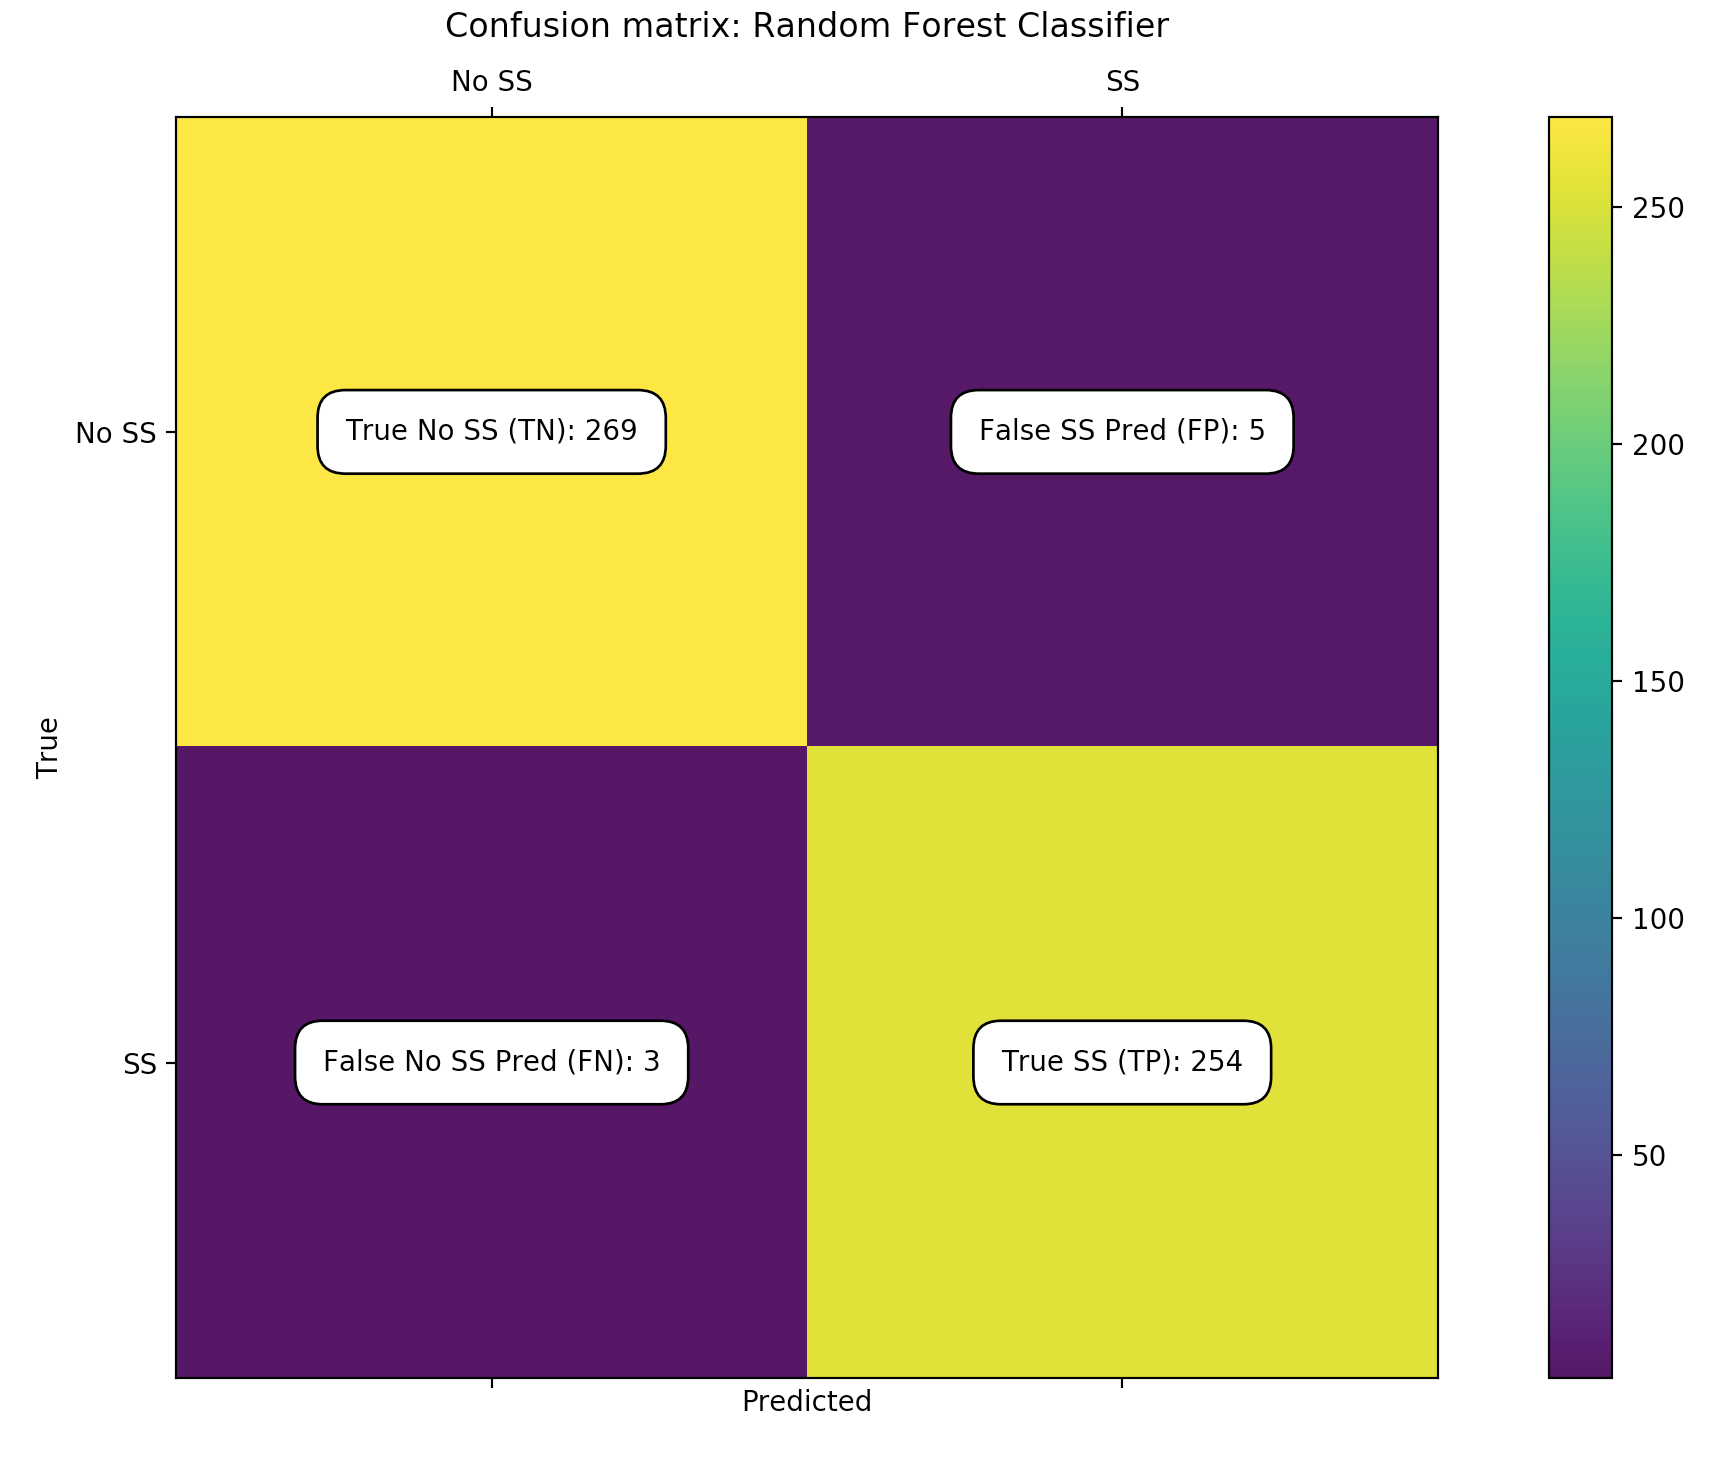 Confusion matrix: Random Forest Classifier
No SS
SS
250
True No SS (TN): 269
False SS Pred (FP): 5
No SS
200
150
True
100
False No SS Pred (FN): 3
True SS (TP): 254
SS
50
Predicted